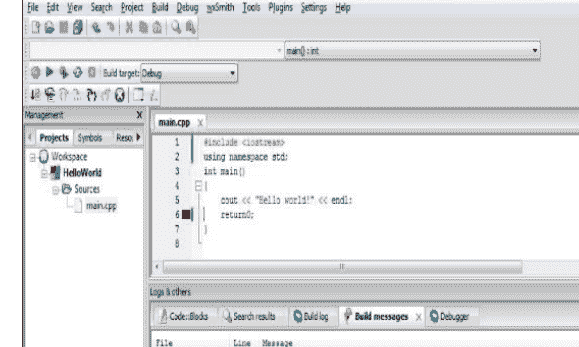 File Edit View Search Project Build Debug wxSmith Tools Plugins Settings Help
main() : int
Build target: Debug
Management X
Projects Symbols Reso
Workspace
HelloWorld
Sources
main.cpp
main.cpp X
1 #include <iostream>
2 using namespace std;
3 int main()
4 {
5 cout << "Hello world!" << endl;
6 return0;
7 }
8
Logs & others
Code::Blocks Search results Build log Build messages X Debugger
File Line Message